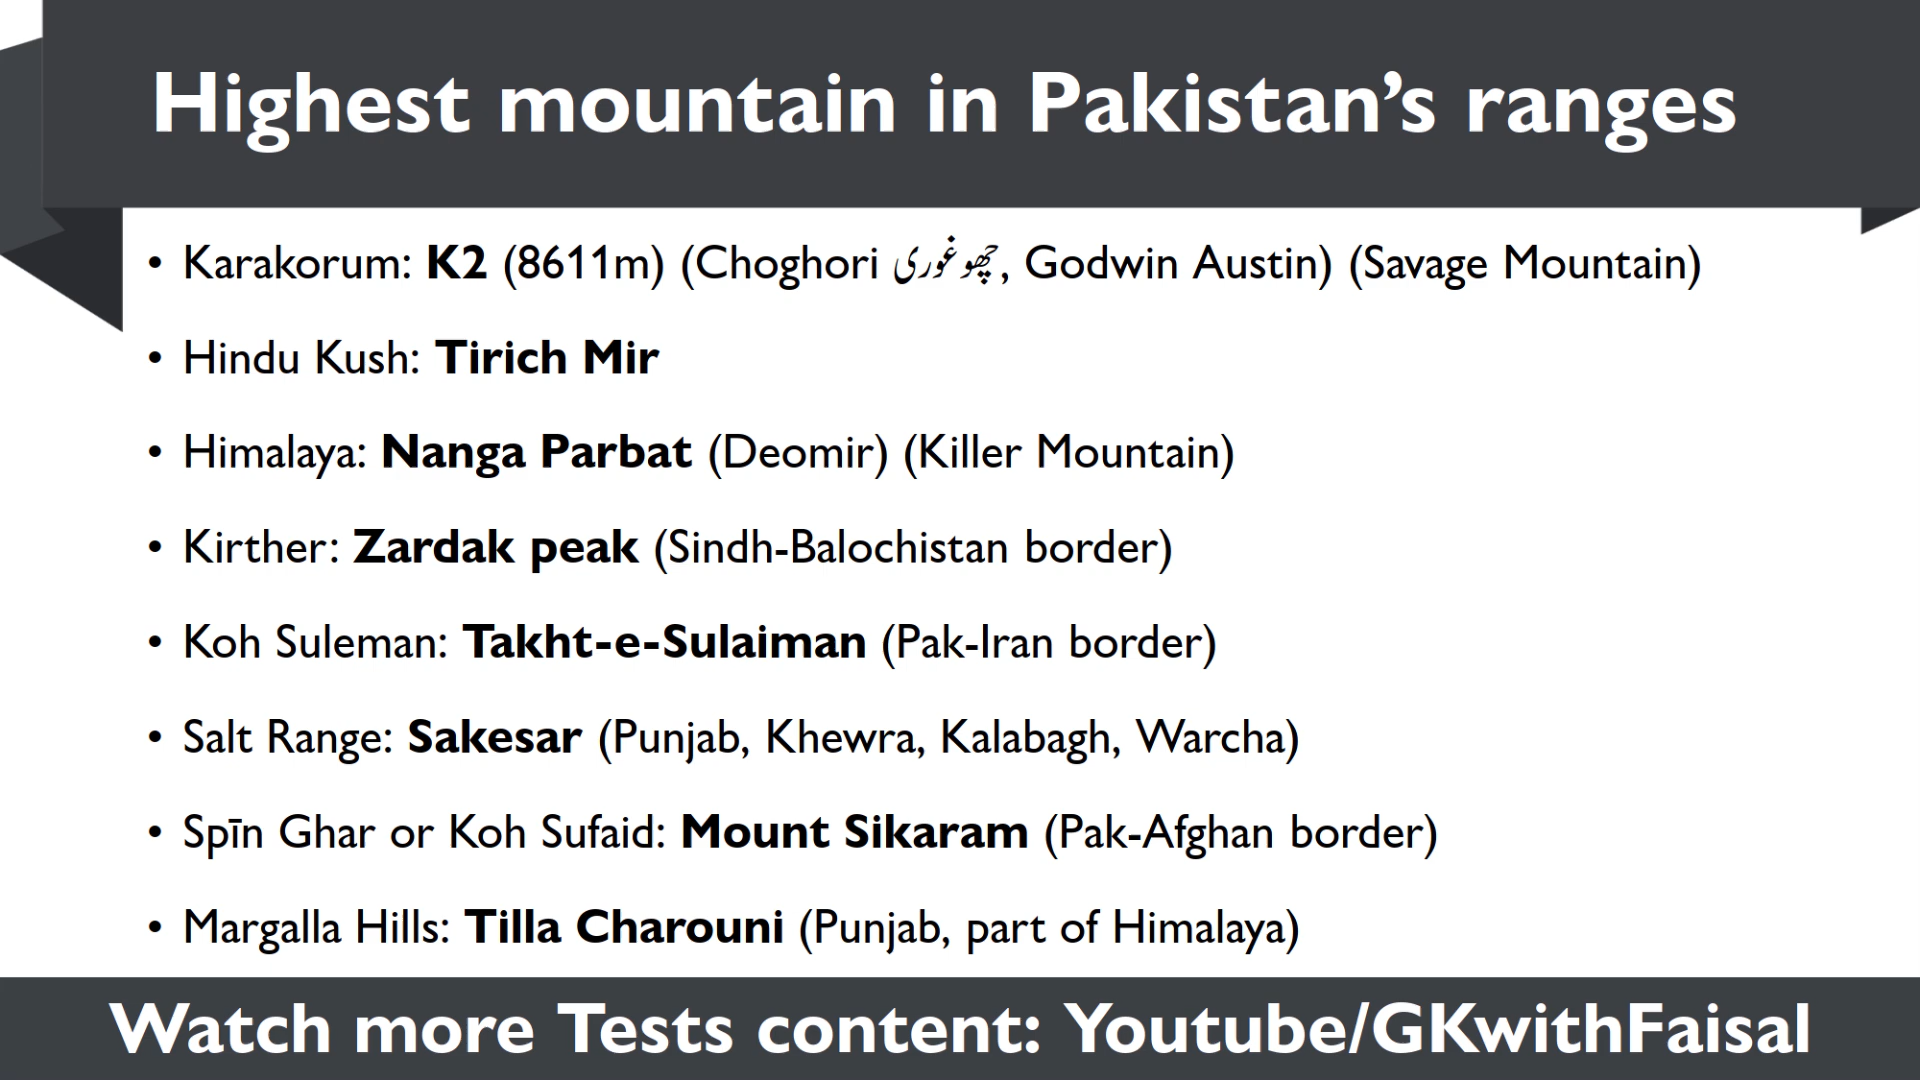 Highest mountain in Pakistan’s ranges
• Karakorum: K2 (8611m) (Choghori چھوغوری, Godwin Austin) (Savage Mountain)
• Hindu Kush: Tirich Mir
• Himalaya: Nanga Parbat (Deomir) (Killer Mountain)
• Kirther: Zardak peak (Sindh-Balochistan border)
• Koh Suleman: Takht-e-Sulaiman (Pak-Iran border)
• Salt Range: Sakesar (Punjab, Khewra, Kalabagh, Warcha)
• Spīn Ghar or Koh Sufaid: Mount Sikaram (Pak-Afghan border)
• Margalla Hills: Tilla Charouni (Punjab, part of Himalaya)
Watch more Tests content: Youtube/GKwithFaisal